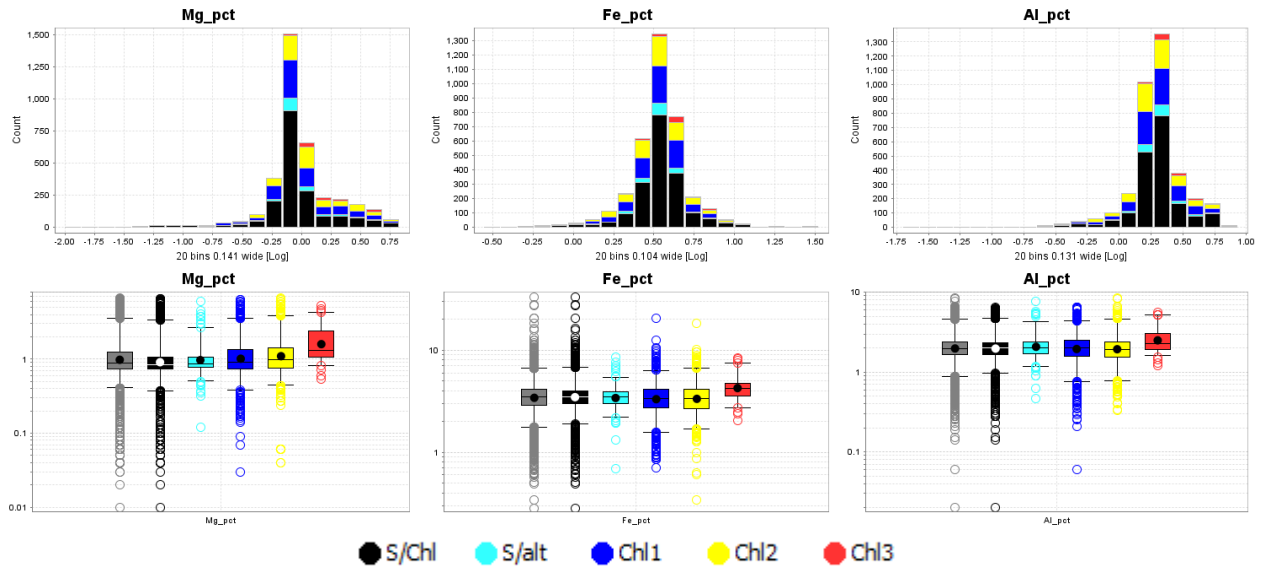 Mg_pct Fe_pct Al_pct
1,500
1,250
1,000
750
500
250
0
Count
-2.00 -1.75 -1.50 -1.25 -1.00 -0.75 -0.50 -0.25 0.00 0.25 0.50 0.75
20 bins 0.141 wide [Log]
1,300
1,200
1,100
1,000
900
800
700
600
500
400
300
200
100
0
Count
-0.50 -0.25 0.00 0.25 0.50 0.75 1.00 1.25 1.50
20 bins 0.104 wide [Log]
1,300
1,200
1,100
1,000
900
800
700
600
500
400
300
200
100
0
Count
-1.75 -1.50 -1.25 -1.00 -0.75 -0.50 -0.25 0.00 0.25 0.50 0.75 1.00
20 bins 0.131 wide [Log]
Mg_pct Fe_pct Al_pct
1
0.1
0.01
Mg_pct
10
1
Fe_pct
10
1
0.1
Al_pct
S/Chl S/alt Chl1 Chl2 Chl3